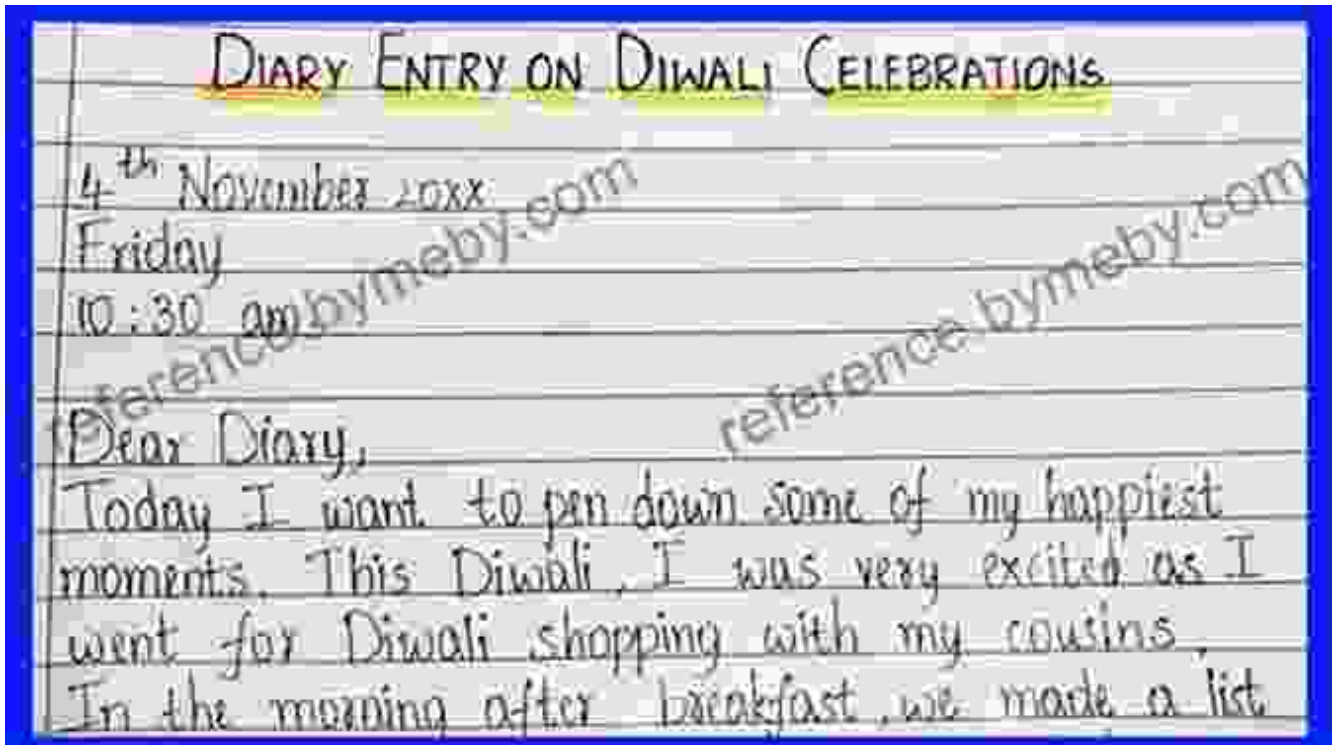 DIARY ENTRY ON DIWALI CELEBRATIONS
4th November 20xx
Friday
10:30 am
reference.bymeby.com
reference.bymeby.com
Dear Diary,
Today I want to pen down some of my happiest
moments. This Diwali, I was very excited as I
went for Diwali shopping with my cousins.
In the morning after breakfast, we made a list